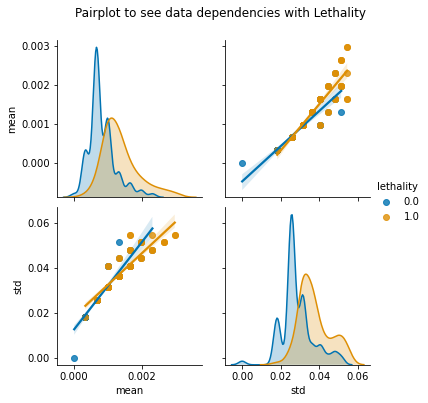 Pairplot to see data dependencies with Lethality
0.003
0.002
0.001
0.000
mean
lethality
0.0
1.0
0.06
0.04
0.02
0.00
std
0.000 0.002
mean
0.00 0.02 0.04 0.06
std